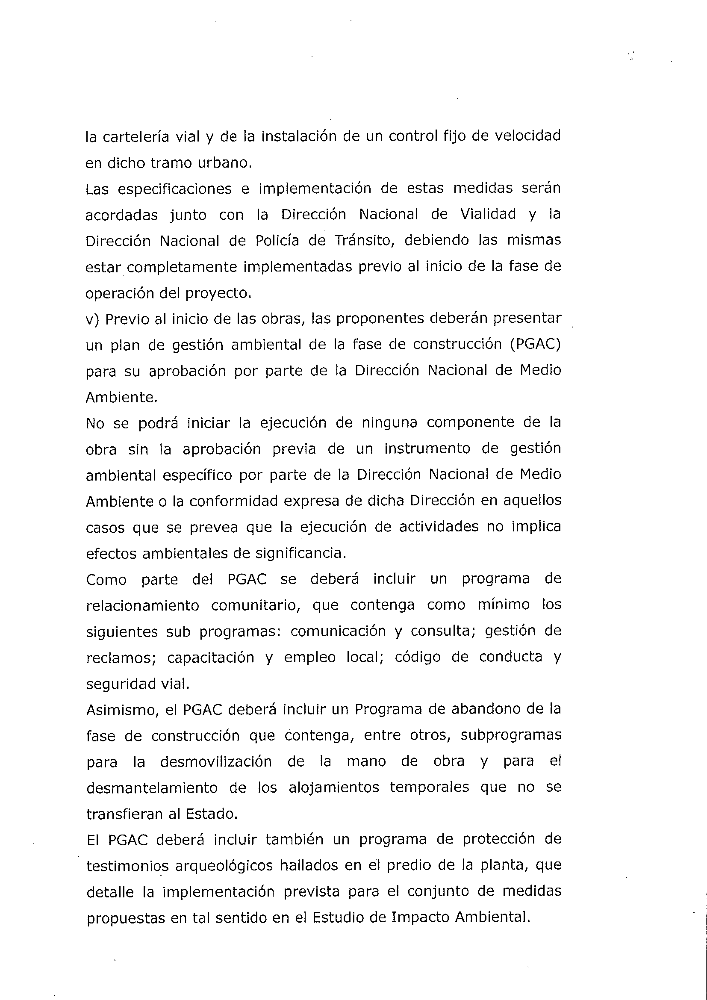 la cartelería vial y de la instalación de un control fijo de velocidad
en dicho tramo urbano.
Las especificaciones e implementación de estas medidas serán
acordadas junto con la Dirección Nacional de Vialidad y la
Dirección Nacional de Policía de Tránsito, debiendo las mismas
estar completamente implementadas previo al inicio de la fase de
operación del proyecto.
v) Previo al inicio de las obras, las proponentes deberán presentar
un plan de gestión ambiental de la fase de construcción (PGAC)
para su aprobación por parte de la Dirección Nacional de Medio
Ambiente.
No se podrá iniciar la ejecución de ninguna componente de la
obra sin la aprobación previa de un instrumento de gestión
ambiental específico por parte de la Dirección Nacional de Medio
Ambiente o la conformidad expresa de dicha Dirección en aquellos
casos que se prevea que la ejecución de actividades no implica
efectos ambientales de significancia.
Como parte del PGAC se deberá incluir un programa de
relacionamiento comunitario, que contenga como mínimo los
siguientes sub programas: comunicación y consulta; gestión de
reclamos; capacitación y empleo local; código de conducta y
seguridad vial.
Asimismo, el PGAC deberá incluir un Programa de abandono de la
fase de construcción que contenga, entre otros, subprogramas
para la desmovilización de la mano de obra y para el
desmantelamiento de los alojamientos temporales que no se
transfieran al Estado.
El PGAC deberá incluir también un programa de protección de
testimonios arqueológicos hallados en el predio de la planta, que
detalle la implementación prevista para el conjunto de medidas
propuestas en tal sentido en el Estudio de Impacto Ambiental.